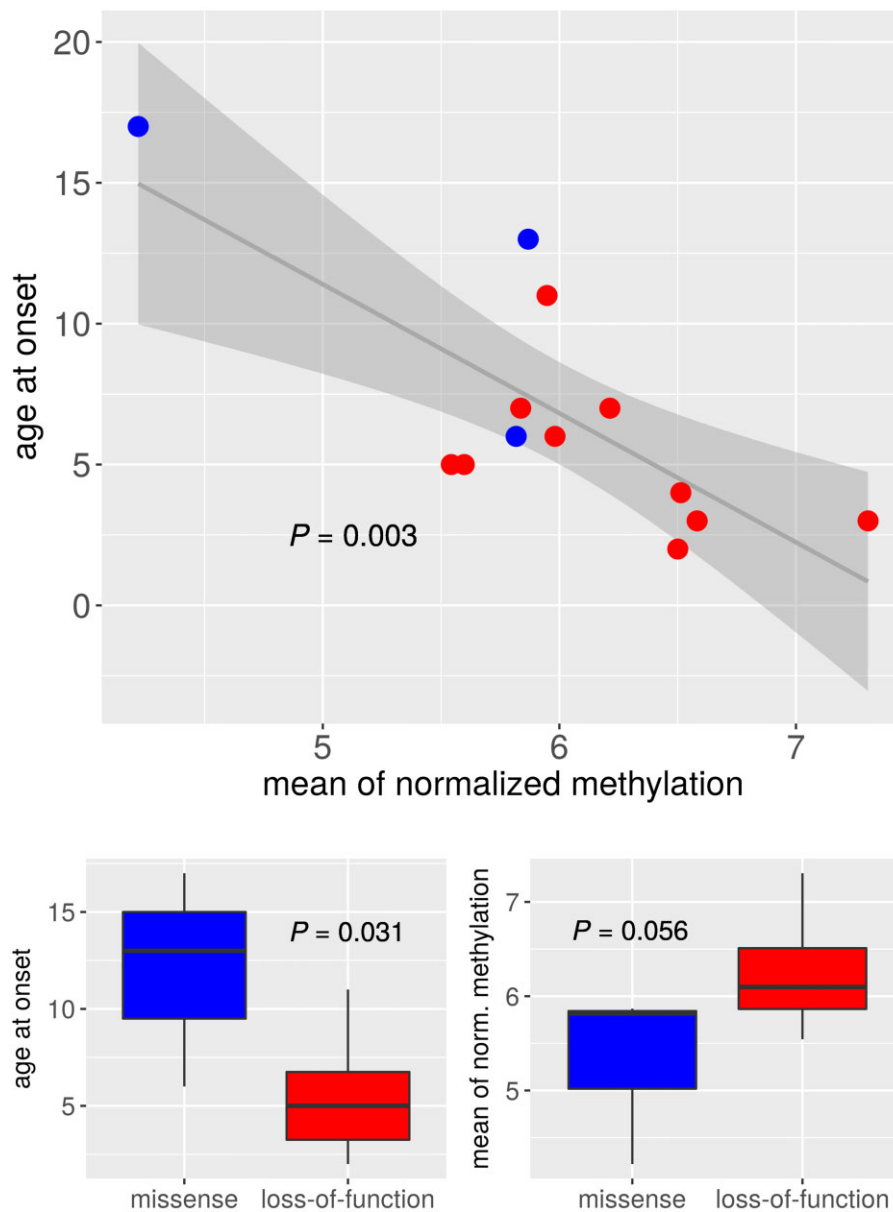 20
15
10
5
0
age at onset
P = 0.003
5 6 7
mean of normalized methylation
15
10
5
age at onset
P = 0.031
missense loss-of-function
7
6
5
mean of norm. methylation
P = 0.056
missense loss-of-function